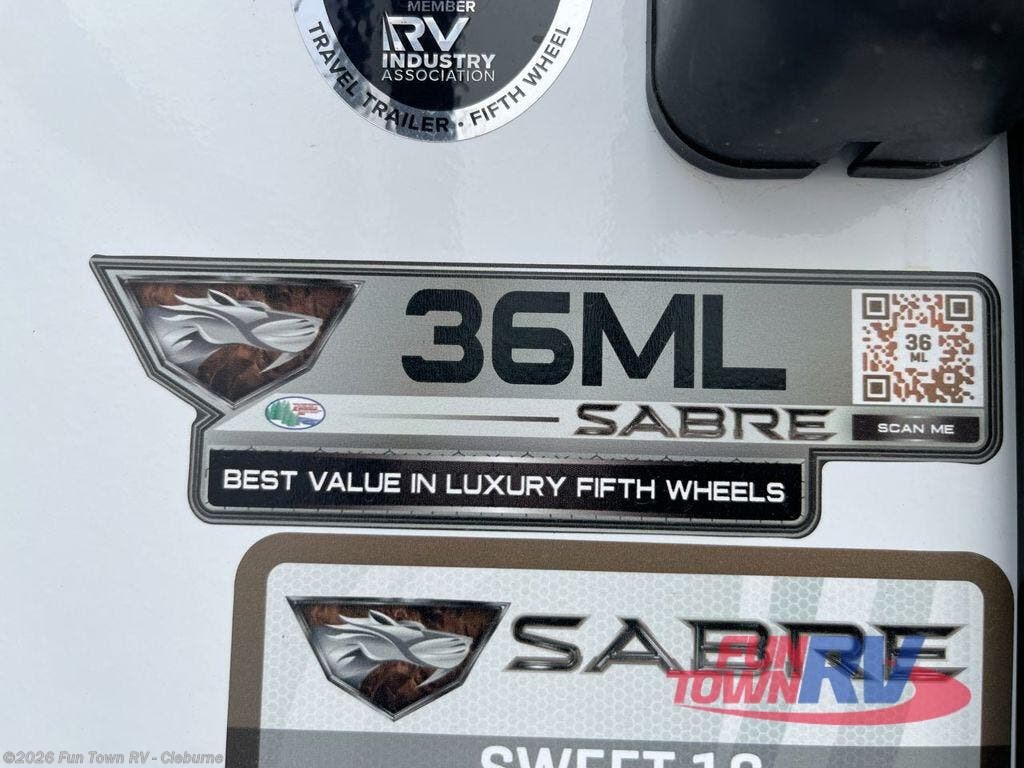 MEMBER
RV
INDUSTRY
ASSOCIATION
TRAVEL TRAILER • FIFTH WHEEL
36ML
36
ML
SABRE
SCAN ME
BEST VALUE IN LUXURY FIFTH WHEELS
SABRE
FUN
TOWN RV
©2026 Fun Town RV - Cleburne